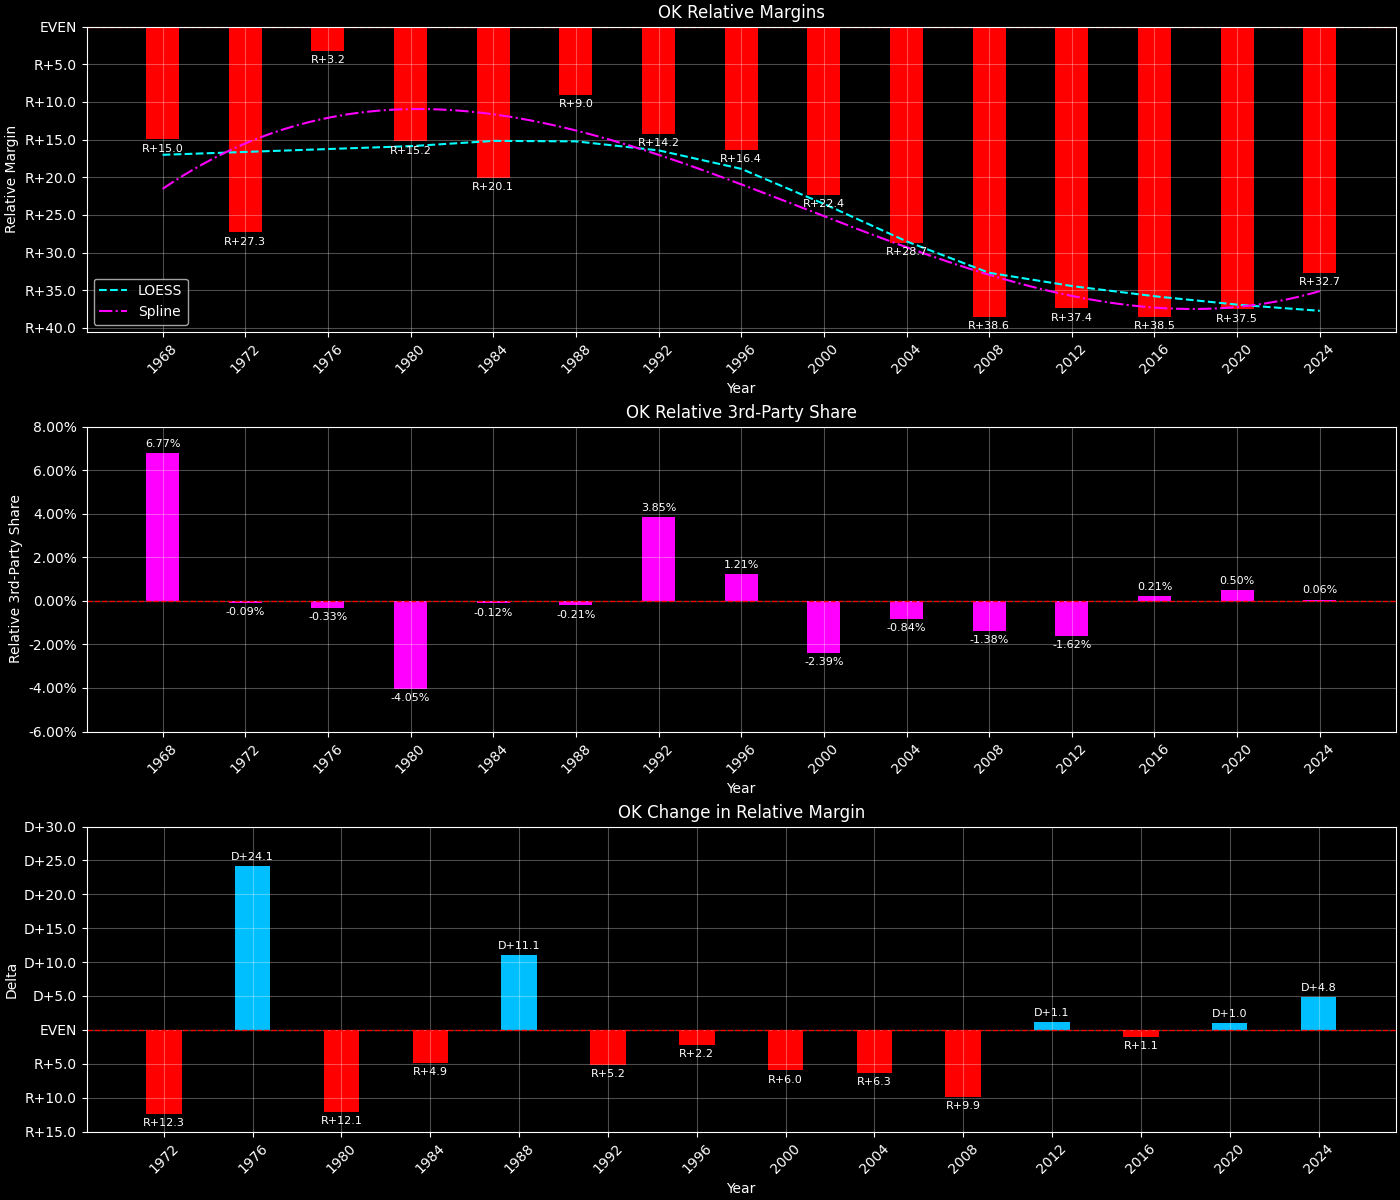 OK Relative Margins
EVEN
R+5.0
R+10.0
R+15.0
R+20.0
R+25.0
R+30.0
R+35.0
R+40.0
Relative Margin
R+15.0
R+27.3
R+3.2
R+15.2
R+20.1
R+9.0
R+14.2
R+16.4
R+22.4
R+28.7
R+38.6
R+37.4
R+38.5
R+37.5
R+32.7
LOESS
Spline
1968
1972
1976
1980
1984
1988
1992
1996
2000
2004
2008
2012
2016
2020
2024
Year
OK Relative 3rd-Party Share
8.00%
6.00%
4.00%
2.00%
0.00%
-2.00%
-4.00%
-6.00%
Relative 3rd-Party Share
6.77%
-0.09%
-0.33%
-4.05%
-0.12%
-0.21%
3.85%
1.21%
-2.39%
-0.84%
-1.38%
-1.62%
0.21%
0.50%
0.06%
1968
1972
1976
1980
1984
1988
1992
1996
2000
2004
2008
2012
2016
2020
2024
Year
OK Change in Relative Margin
D+30.0
D+25.0
D+20.0
D+15.0
D+10.0
D+5.0
EVEN
R+5.0
R+10.0
R+15.0
Delta
R+12.3
D+24.1
R+12.1
R+4.9
D+11.1
R+5.2
R+2.2
R+6.0
R+6.3
R+9.9
D+1.1
R+1.1
D+1.0
D+4.8
1972
1976
1980
1984
1988
1992
1996
2000
2004
2008
2012
2016
2020
2024
Year